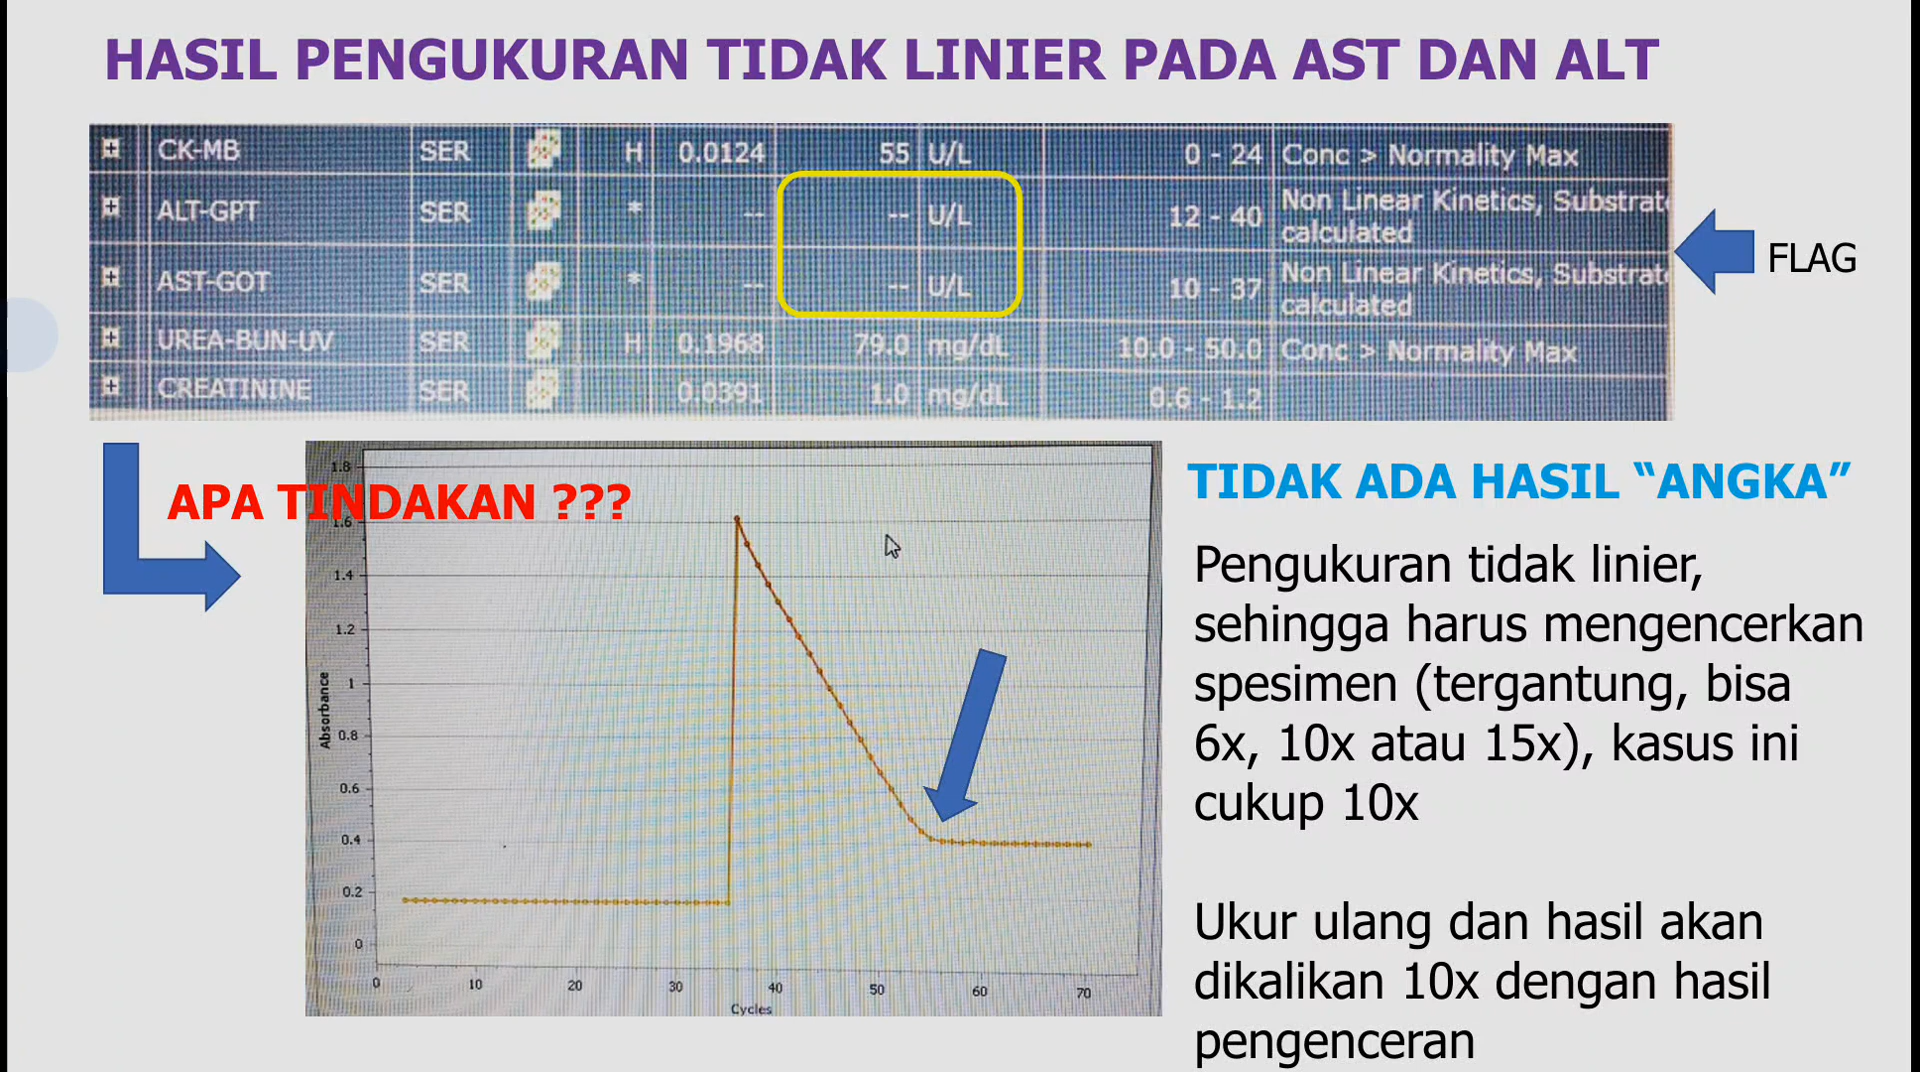 HASIL PENGUKURAN TIDAK LINIER PADA AST DAN ALT
CK-MB SER H 0.0124 55 U/L 0 - 24 Conc > Normality Max
ALT-GPT SER * -- -- U/L 12 - 40 Non Linear Kinetics,
calculated
AST-GOT SER * -- -- U/L 10 - 37 Non Linear Kinetics,
calculated
UREA-BUN-UV SER H 0.1968 79.0 mg/dL 10.0 - 50.0 Conc > Normality Max
CREATININE SER 0.0391 1.0 mg/dL 0.6 - 1.2
FLAG
APA TINDAKAN ???
1.8
1.6
1.4
1.2
1
0.8
0.6
0.4
0.2
0
Absorbance
0 10 20 30 40 50 60 70
Cycles
TIDAK ADA HASIL “ANGKA”
Pengukuran tidak linier,
sehingga harus mengencerkan
spesimen (tergantung, bisa
6x, 10x atau 15x), kasus ini
cukup 10x
Ukur ulang dan hasil akan
dikalikan 10x dengan hasil
pengenceran